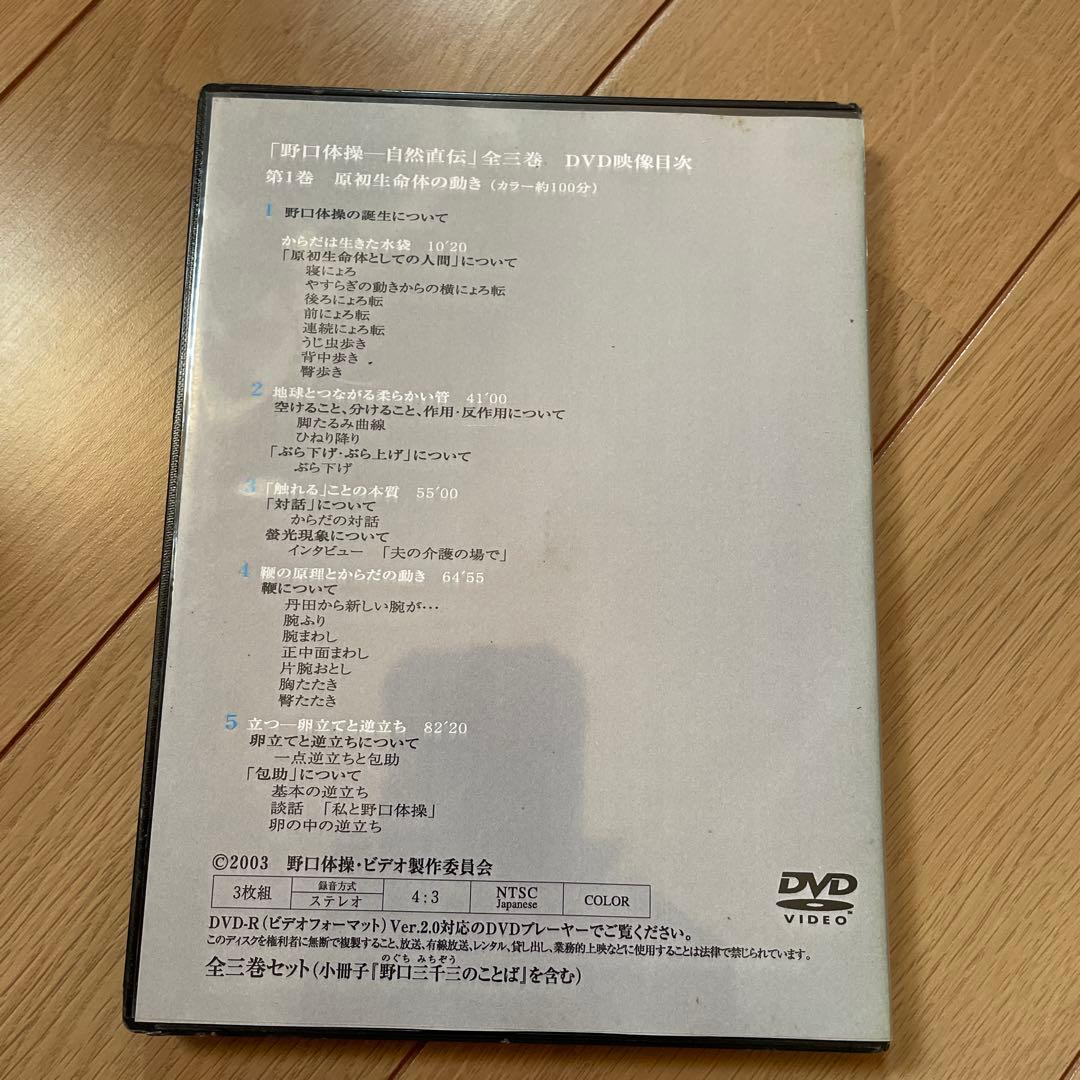 「野口体操―自然直伝」全三巻　DVD映像目次
第1巻　原初生命体の動き（カラー約100分）
1　野口体操の誕生について
からだは生きた水袋　10′20
「原初生命体としての人間」について
寝にょろ
やすらぎの動きからの横にょろ転
後ろにょろ転
前にょろ転
連続にょろ転
うじ虫歩き
背中歩き
臀歩き
2　地球とつながる柔らかい管　41′00
空けること、分けること、作用・反作用について
脚たるみ曲線
ひねり降り
「ぶら下げ・ぶら上げ」について
ぶら下げ
3　「触れる」ことの本質　55′00
「対話」について
からだの対話
螢光現象について
インタビュー　「夫の介護の場で」
4　鞭の原理とからだの動き　64′55
鞭について
丹田から新しい腕が…
腕ふり
腕まわし
正中面まわし
片腕おとし
胸たたき
臀たたき
5　立つ―卵立てと逆立ち　82′20
卵立てと逆立ちについて
一点逆立ちと包助
「包助」について
基本の逆立ち
談話　「私と野口体操」
卵の中の逆立ち
©2003　野口体操・ビデオ製作委員会
3枚組　録音方式 ステレオ　4:3　NTSC Japanese　COLOR
DVD VIDEO™
DVD-R（ビデオフォーマット）Ver.2.0対応のDVDプレーヤーでご覧ください。
このディスクを権利者に無断で複製すること、放送、有線放送、レンタル、貸し出し、業務的上映などに使用することは法律で禁じられています。
のぐち みちぞう
全三巻セット（小冊子『野口三千三のことば』を含む）